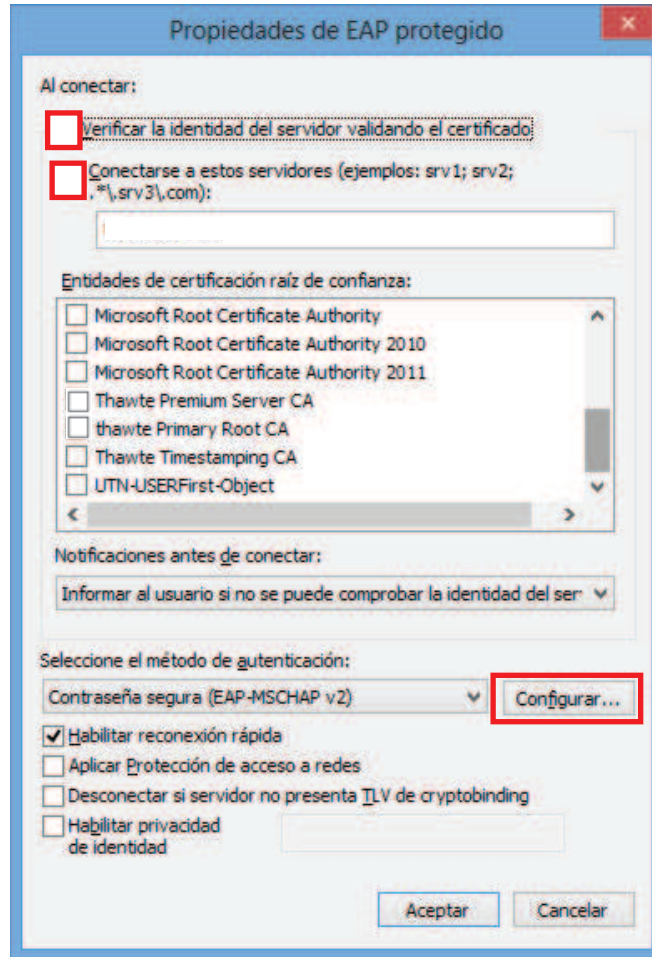 Propiedades de EAP protegido
Al conectar:
Verificar la identidad del servidor validando el certificado
Conectarse a estos servidores (ejemplos: srv1; srv2;
.*\.srv3\.com):
Entidades de certificación raíz de confianza:
Microsoft Root Certificate Authority
Microsoft Root Certificate Authority 2010
Microsoft Root Certificate Authority 2011
Thawte Premium Server CA
thawte Primary Root CA
Thawte Timestamping CA
UTN-USERFirst-Object
Notificaciones antes de conectar:
Informar al usuario si no se puede comprobar la identidad del ser
Seleccione el método de autenticación:
Contraseña segura (EAP-MSCHAP v2)
Configurar...
Habilitar reconexión rápida
Aplicar Protección de acceso a redes
Desconectar si servidor no presenta TLV de cryptobinding
Habilitar privacidad
de identidad
Aceptar
Cancelar